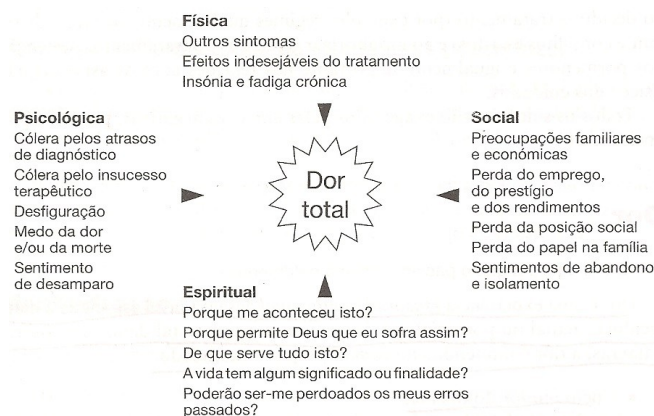 Física
Outros sintomas
Efeitos indesejáveis do tratamento
Insónia e fadiga crónica
Psicológica
Cólera pelos atrasos
de diagnóstico
Cólera pelo insucesso
terapêutico
Desfiguração
Medo da dor
e/ou da morte
Sentimento
de desamparo
Dor
total
Social
Preocupações familiares
e económicas
Perda do emprego,
do prestígio
e dos rendimentos
Perda da posição social
Perda do papel na família
Sentimentos de abandono
e isolamento
Espiritual
Porque me aconteceu isto?
Porque permite Deus que eu sofra assim?
De que serve tudo isto?
A vida tem algum significado ou finalidade?
Poderão ser-me perdoados os meus erros
passados?